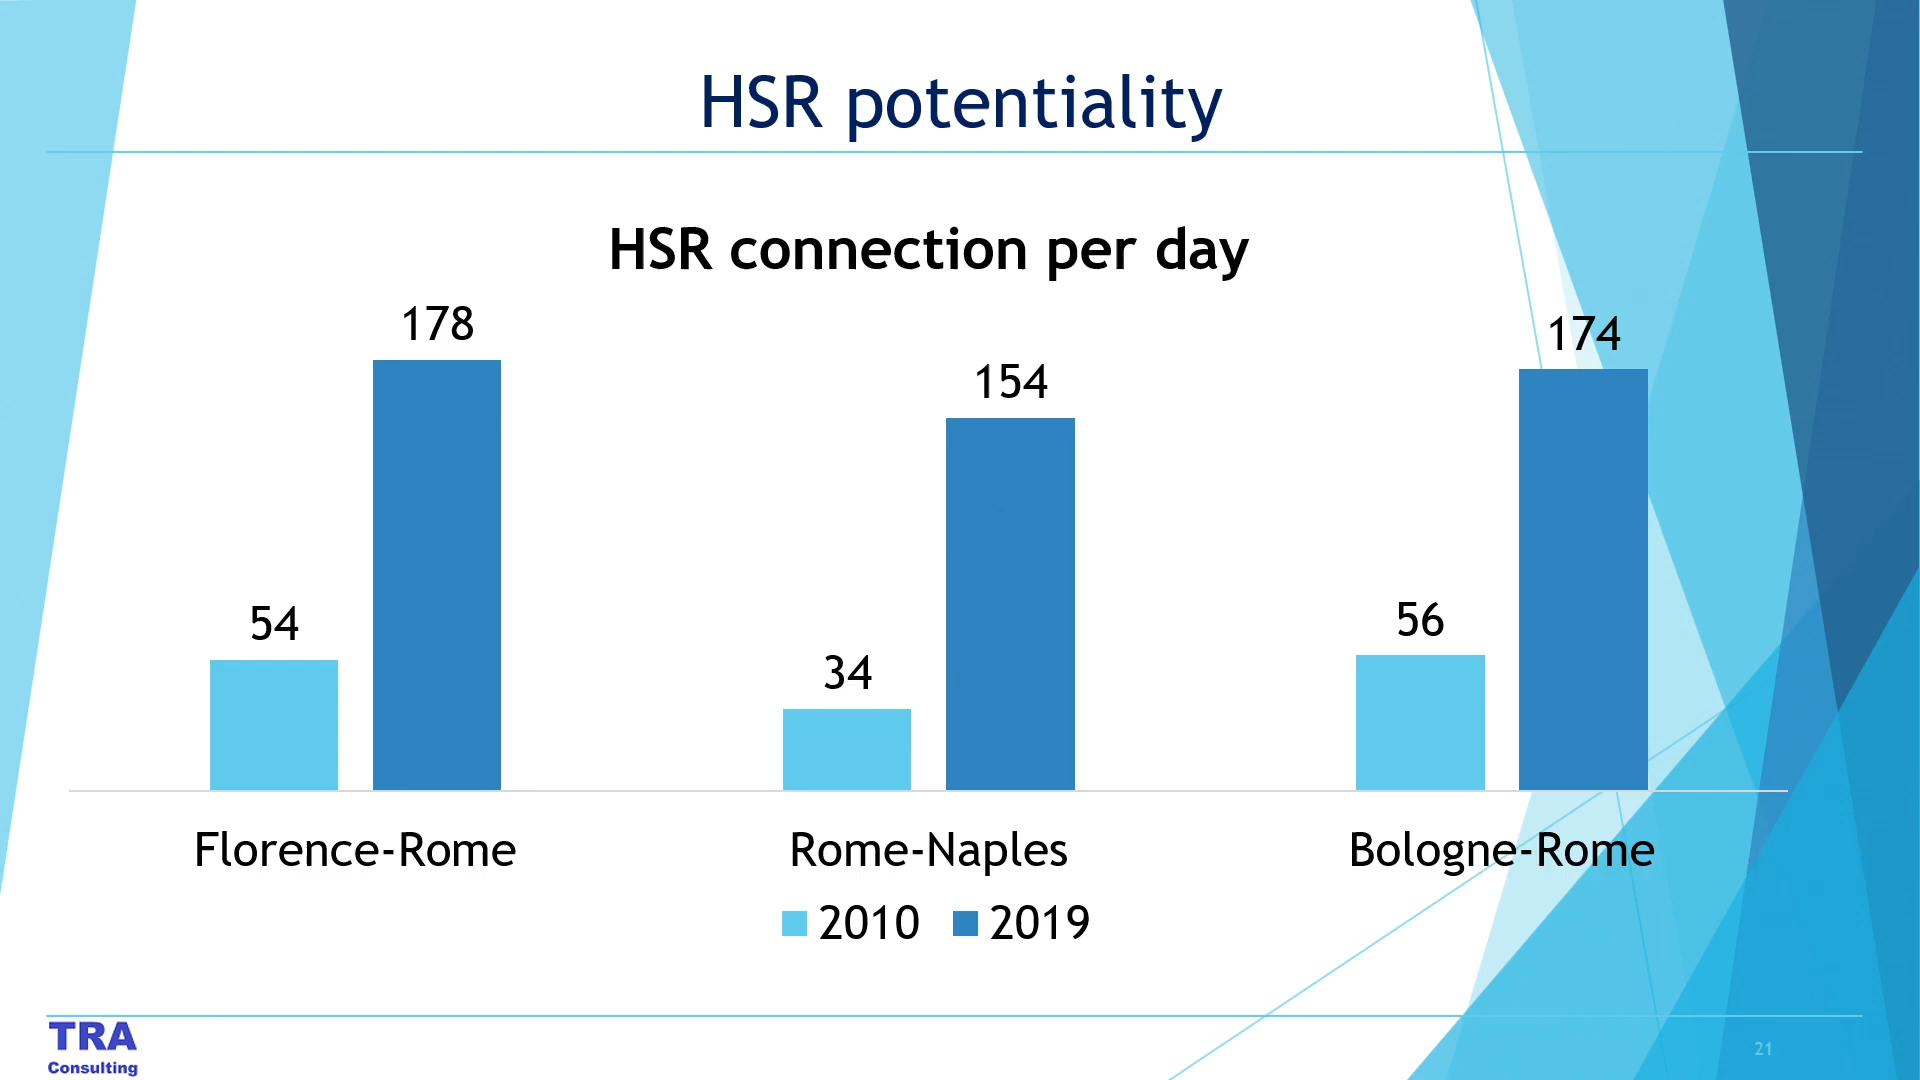 HSR potentiality
HSR connection per day
178
154
174
54
34
56
Florence-Rome
Rome-Naples
Bologne-Rome
2010
2019
TRA
Consulting
21